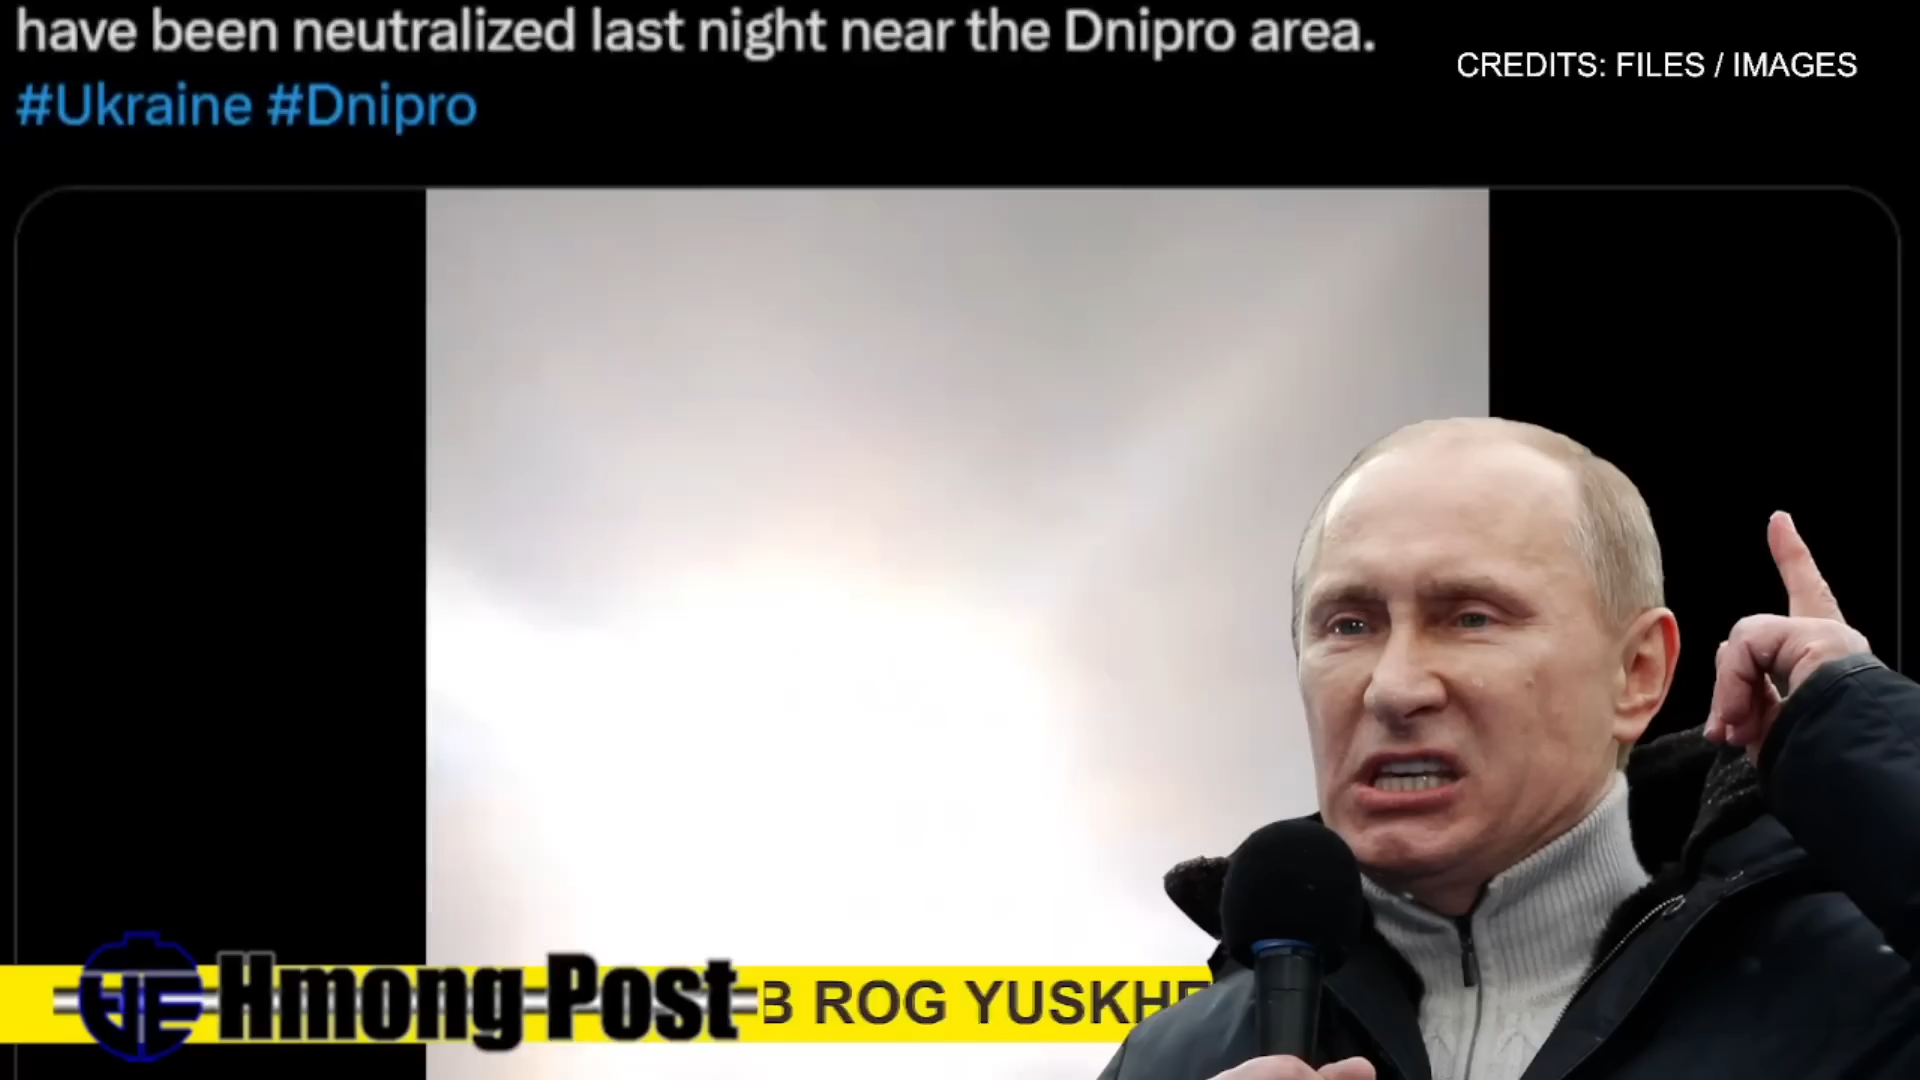 have been neutralized last night near the Dnipro area.
CREDITS: FILES / IMAGES
#Ukraine #Dnipro
Hmong Post
B ROG YUSKHE